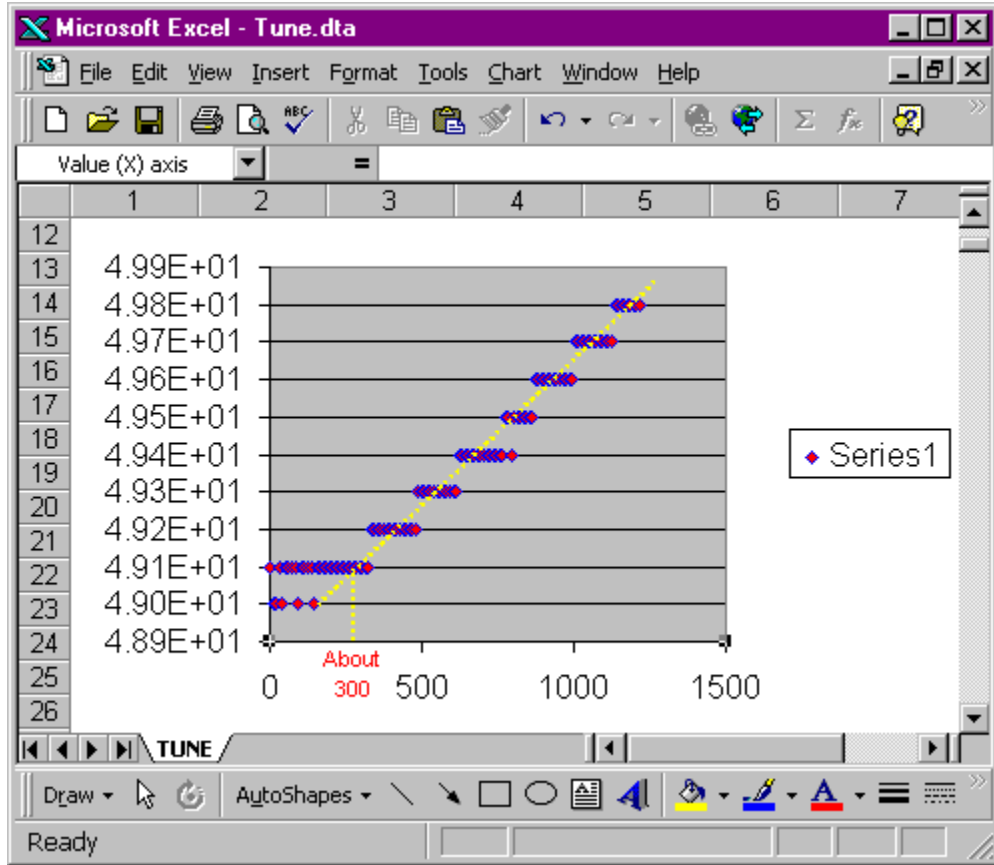 Microsoft Excel - Tune.dta
File Edit View Insert Format Tools Chart Window Help
ABC Σ fx ?
Value (X) axis =
1 2 3 4 5 6 7
12
13
14
15
16
17
18
19
20
21
22
23
24
25
26
4.99E+01
4.98E+01
4.97E+01
4.96E+01
4.95E+01
4.94E+01
4.93E+01
4.92E+01
4.91E+01
4.90E+01
4.89E+01
Series1
About
300
0 500 1000 1500
TUNE
Draw AutoShapes A A
Ready